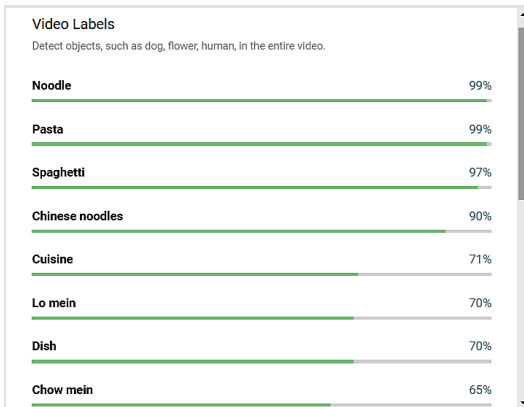 Video Labels
Detect objects, such as dog, flower, human, in the entire video.
Noodle 99%
Pasta 99%
Spaghetti 97%
Chinese noodles 90%
Cuisine 71%
Lo mein 70%
Dish 70%
Chow mein 65%